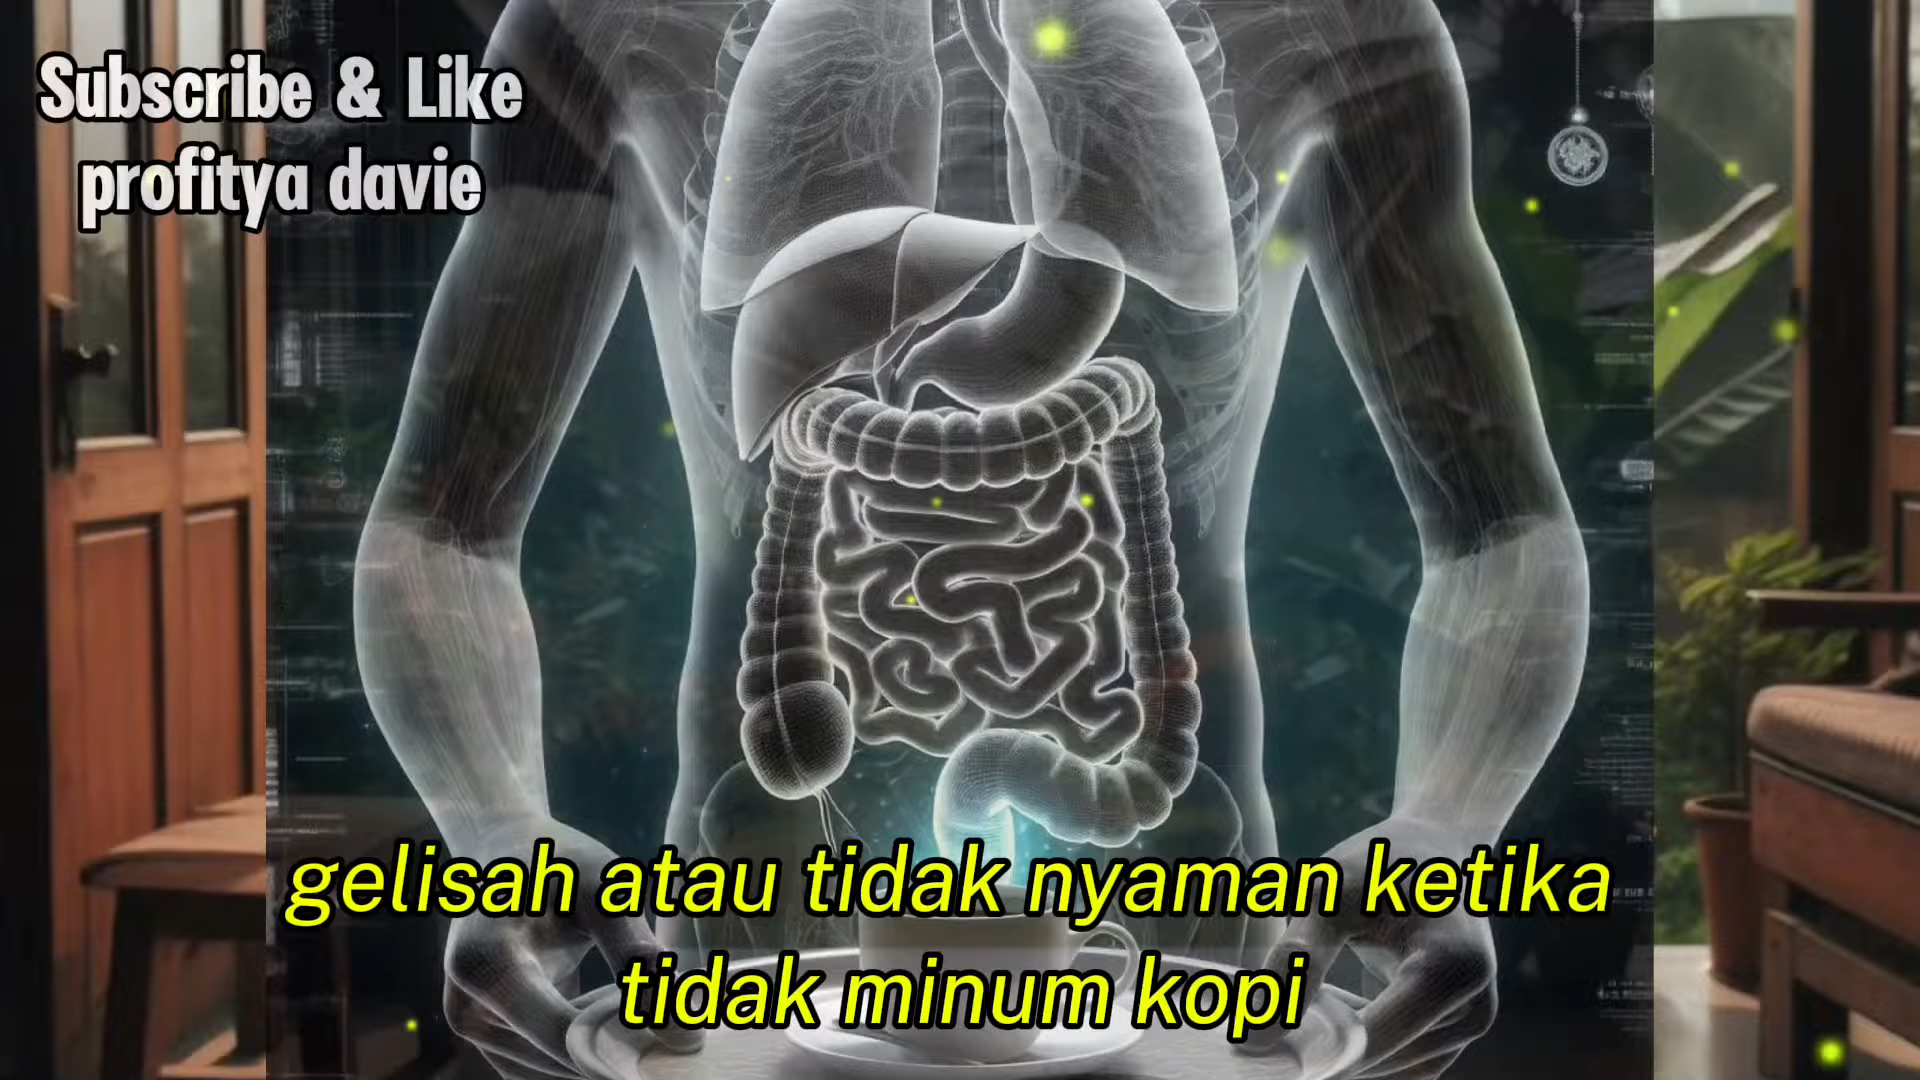 Subscribe & Like
profitya davie
gelisah atau tidak nyaman ketika
tidak minum kopi